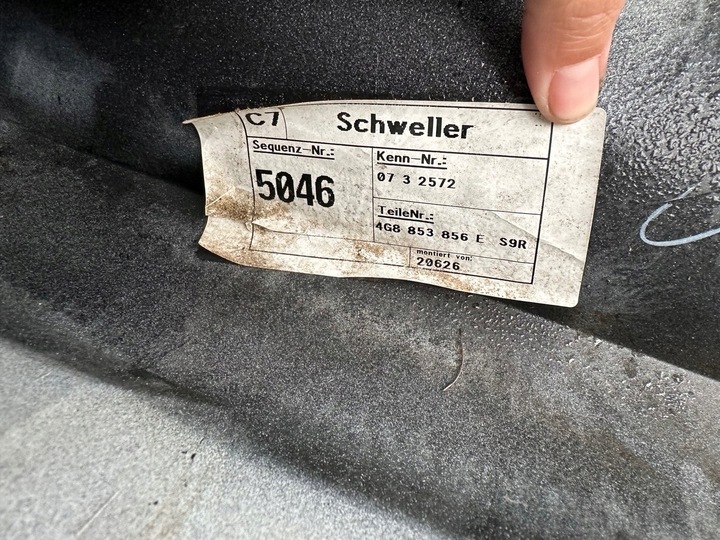 C7 Schweller
Sequenz-Nr.:
5046
Kenn-Nr.:
07 3 2572
TeileNr.:
4G8 853 856 E S9R
montiert von:
20626